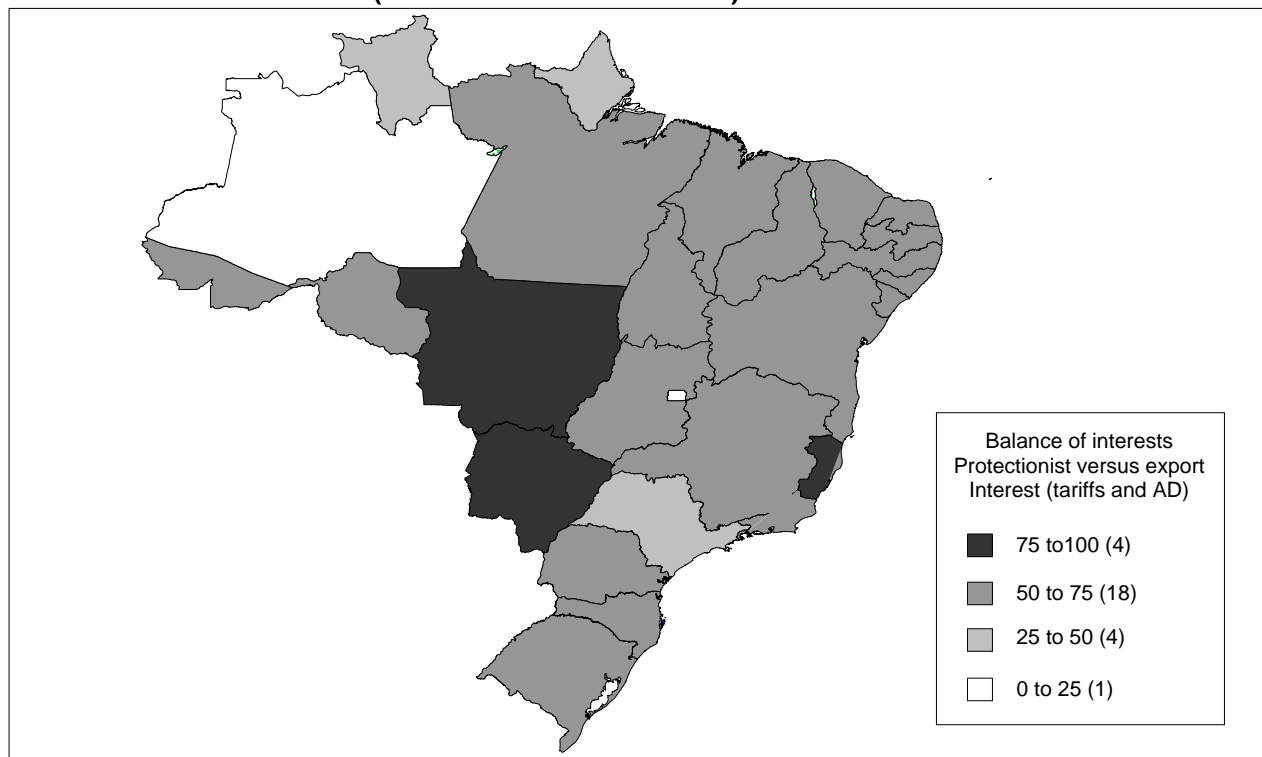 Balance of interests
Protectionist versus export
Interest (tariffs and AD)
75 to100 (4)
50 to 75 (18)
25 to 50 (4)
0 to 25 (1)